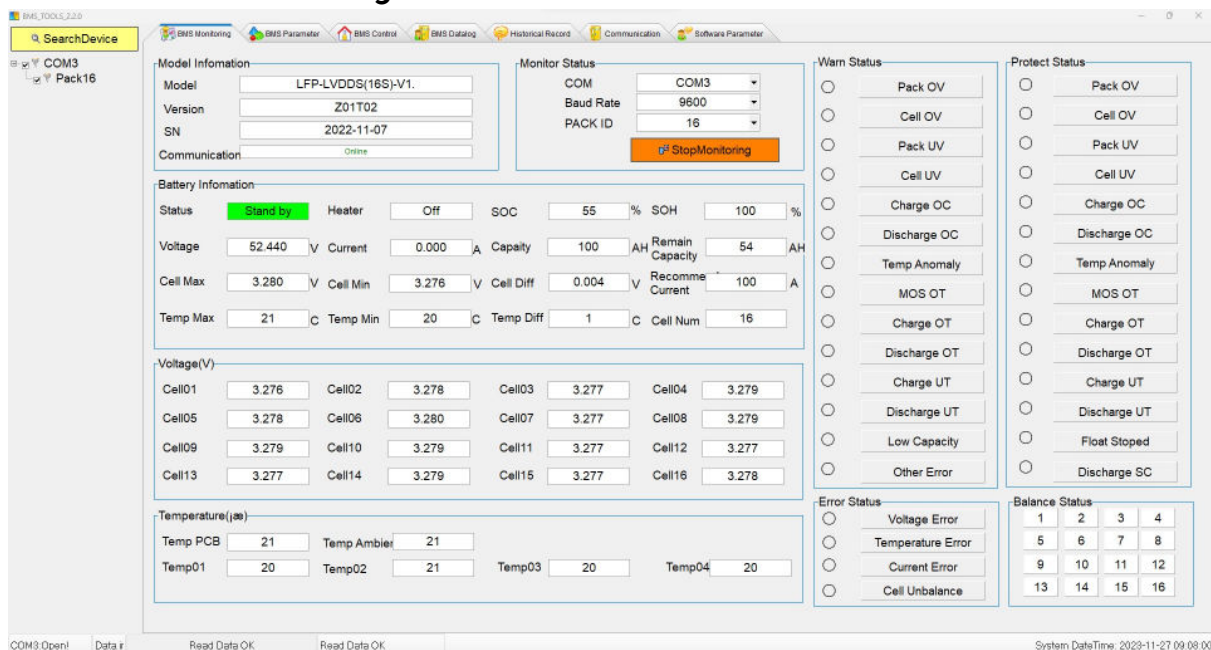 BMS_TOOLS_2.2.0
SearchDevice
COM3
Pack16
BMS Monitoring BMS Parameter BMS Control BMS Datalog Historical Record Communication Software Parameter
Model Infomation
Model LFP-LVDDS(16S)-V1.
Version Z01T02
SN 2022-11-07
Communication Online
Monitor Status
COM COM3
Baud Rate 9600
PACK ID 16
StopMonitoring
Battery Infomation
Status Stand by Heater Off SOC 55 % SOH 100 %
Voltage 52.440 V Current 0.000 A Capaity 100 AH Remain Capacity 54 AH
Cell Max 3.280 V Cell Min 3.276 V Cell Diff 0.004 V Recomme Current 100 A
Temp Max 21 C Temp Min 20 C Temp Diff 1 C Cell Num 16
Voltage(V)
Cell01 3.276 Cell02 3.278 Cell03 3.277 Cell04 3.279
Cell05 3.278 Cell06 3.280 Cell07 3.277 Cell08 3.279
Cell09 3.279 Cell10 3.279 Cell11 3.277 Cell12 3.277
Cell13 3.277 Cell14 3.279 Cell15 3.277 Cell16 3.278
Temperature(¡æ)
Temp PCB 21 Temp Ambier 21
Temp01 20 Temp02 21 Temp03 20 Temp04 20
Warn Status
Pack OV
Cell OV
Pack UV
Cell UV
Charge OC
Discharge OC
Temp Anomaly
MOS OT
Charge OT
Discharge OT
Charge UT
Discharge UT
Low Capacity
Other Error
Protect Status
Pack OV
Cell OV
Pack UV
Cell UV
Charge OC
Discharge OC
Temp Anomaly
MOS OT
Charge OT
Discharge OT
Charge UT
Discharge UT
Float Stoped
Discharge SC
Error Status
Voltage Error
Temperature Error
Current Error
Cell Unbalance
Balance Status
1 2 3 4
5 6 7 8
9 10 11 12
13 14 15 16
COM3:Open! Data ir Read Data OK Read Data OK System DateTime: 2023-11-27 09:08:00